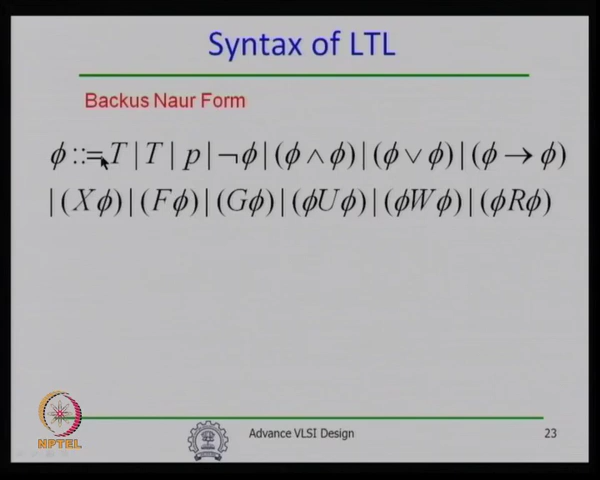 Syntax of LTL
Backus Naur Form
ϕ ::= T | T | p | ¬ϕ | (ϕ ∧ ϕ) | (ϕ ∨ ϕ) | (ϕ → ϕ)
| (Xϕ) | (Fϕ) | (Gϕ) | (ϕUϕ) | (ϕWϕ) | (ϕRϕ)
NPTEL
Advance VLSI Design
23